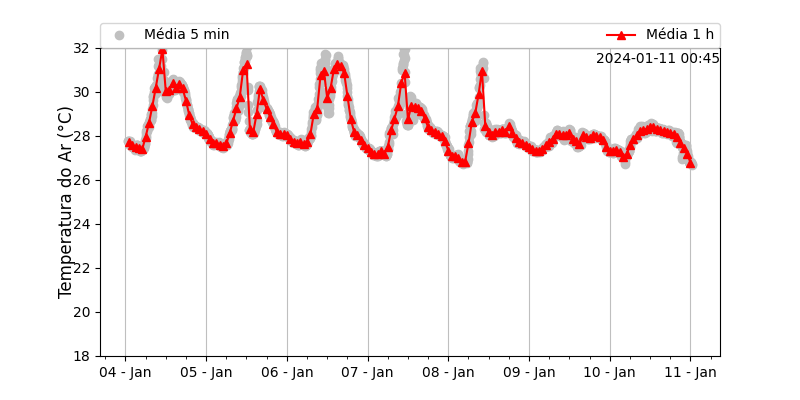 Média 5 min
Média 1 h
2024-01-11 00:45
Temperatura do Ar (°C)
32
30
28
26
24
22
20
18
04 - Jan
05 - Jan
06 - Jan
07 - Jan
08 - Jan
09 - Jan
10 - Jan
11 - Jan